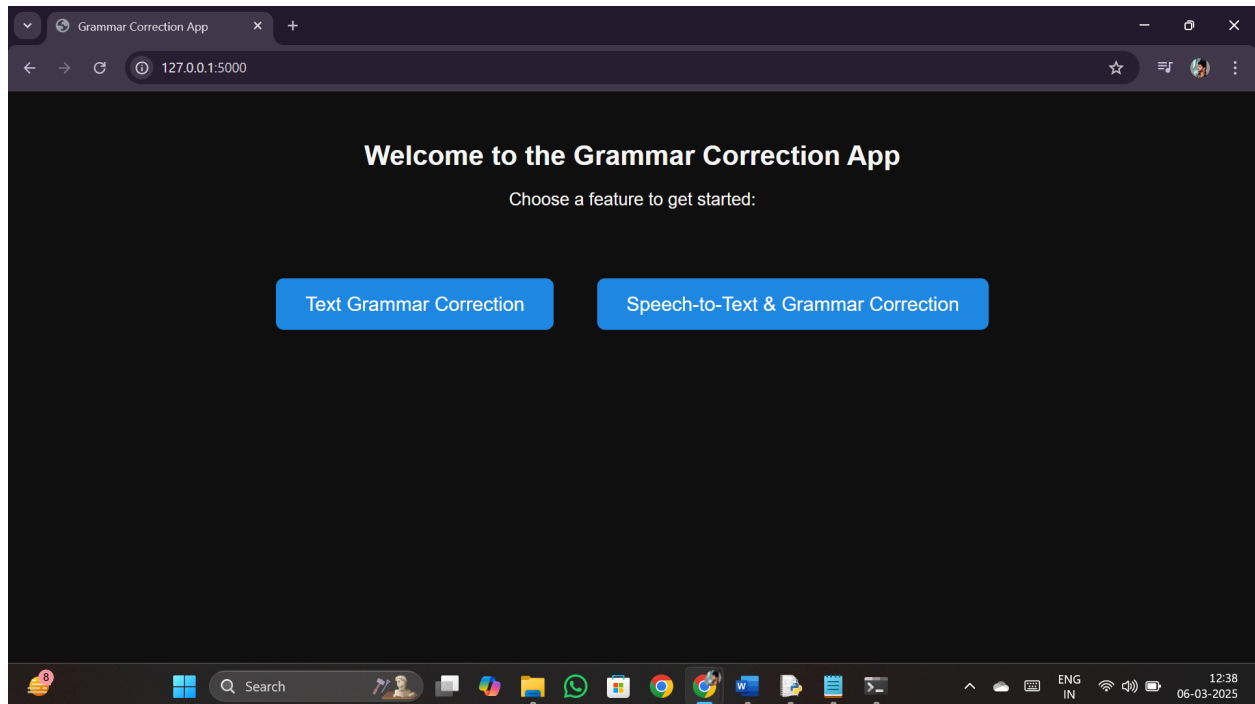 Grammar Correction App
127.0.0.1:5000
Welcome to the Grammar Correction App
Choose a feature to get started:
Text Grammar Correction
Speech-to-Text & Grammar Correction
8
Search
ENG
IN
12:38
06-03-2025